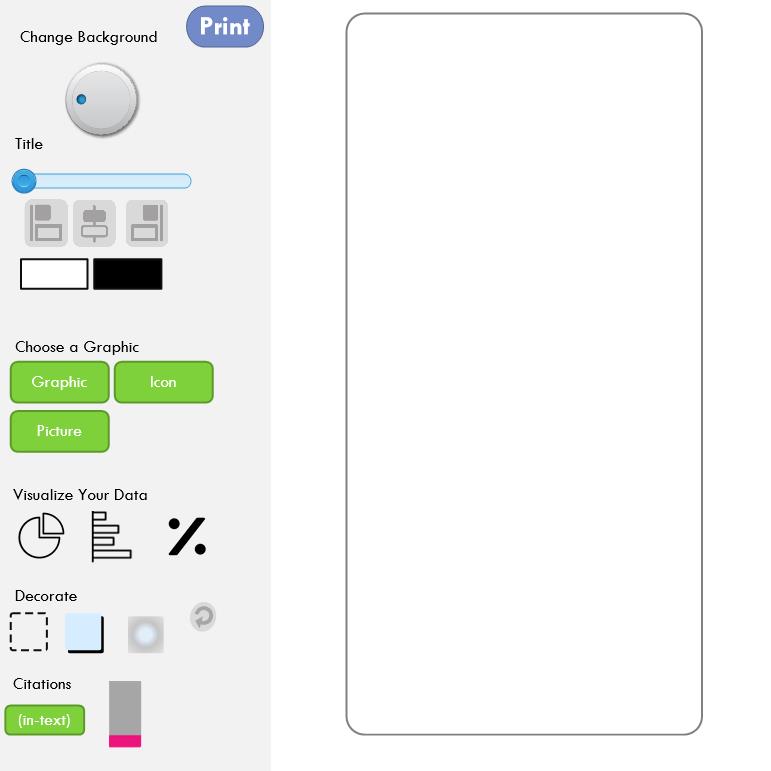 Print
Change Background
Title
Choose a Graphic
Graphic
Icon
Picture
Visualize Your Data
Decorate
Citations
(in-text)